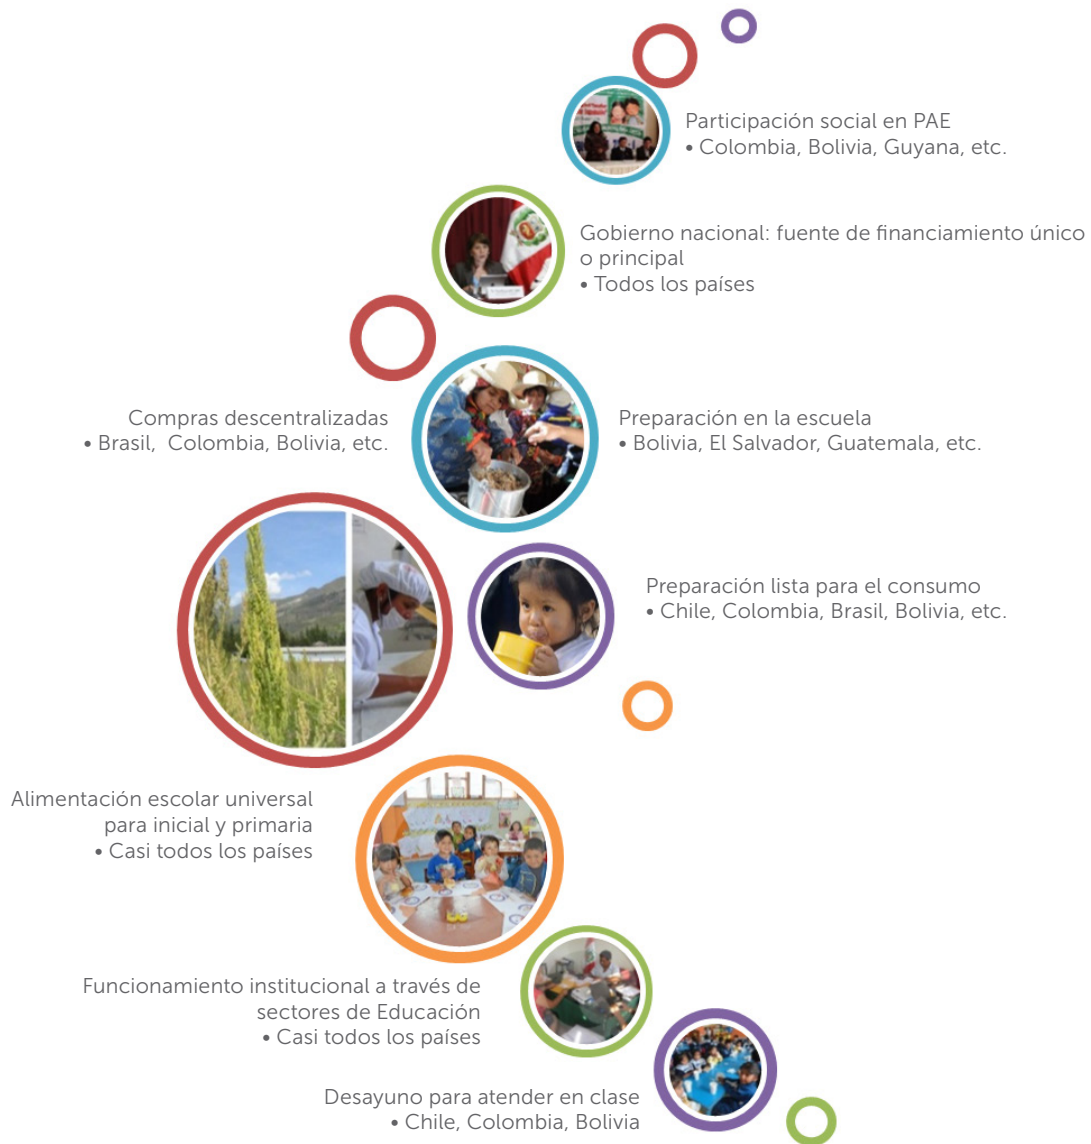 Participación social en PAE
• Colombia, Bolivia, Guyana, etc.
Gobierno nacional: fuente de financiamiento único
o principal
• Todos los países
Compras descentralizadas
• Brasil, Colombia, Bolivia, etc.
Preparación en la escuela
• Bolivia, El Salvador, Guatemala, etc.
Preparación lista para el consumo
• Chile, Colombia, Brasil, Bolivia, etc.
Alimentación escolar universal
para inicial y primaria
• Casi todos los países
Funcionamiento institucional a través de
sectores de Educación
• Casi todos los países
Desayuno para atender en clase
• Chile, Colombia, Bolivia